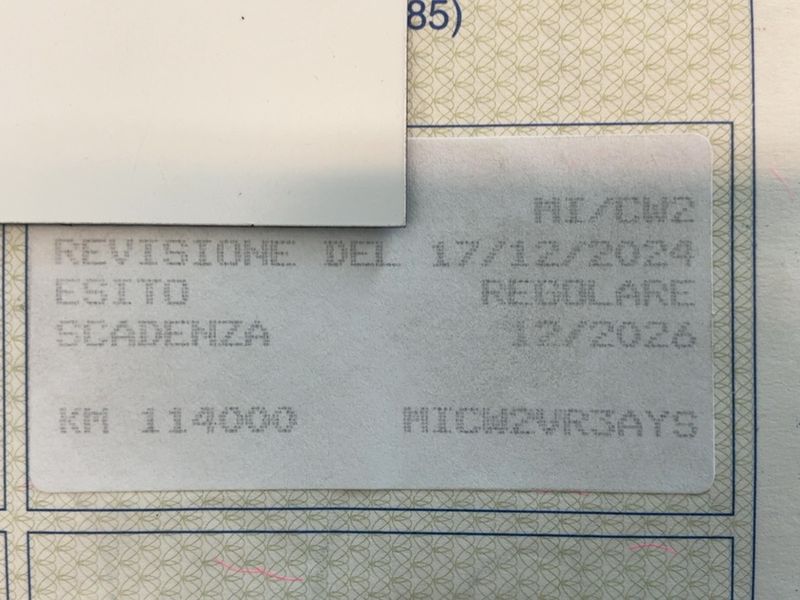 85)
MI/CW2
REVISIONE DEL 17/12/2024
ESITO REGOLARE
SCADENZA 12/2026
KM 114000 MICW2VR3AYS